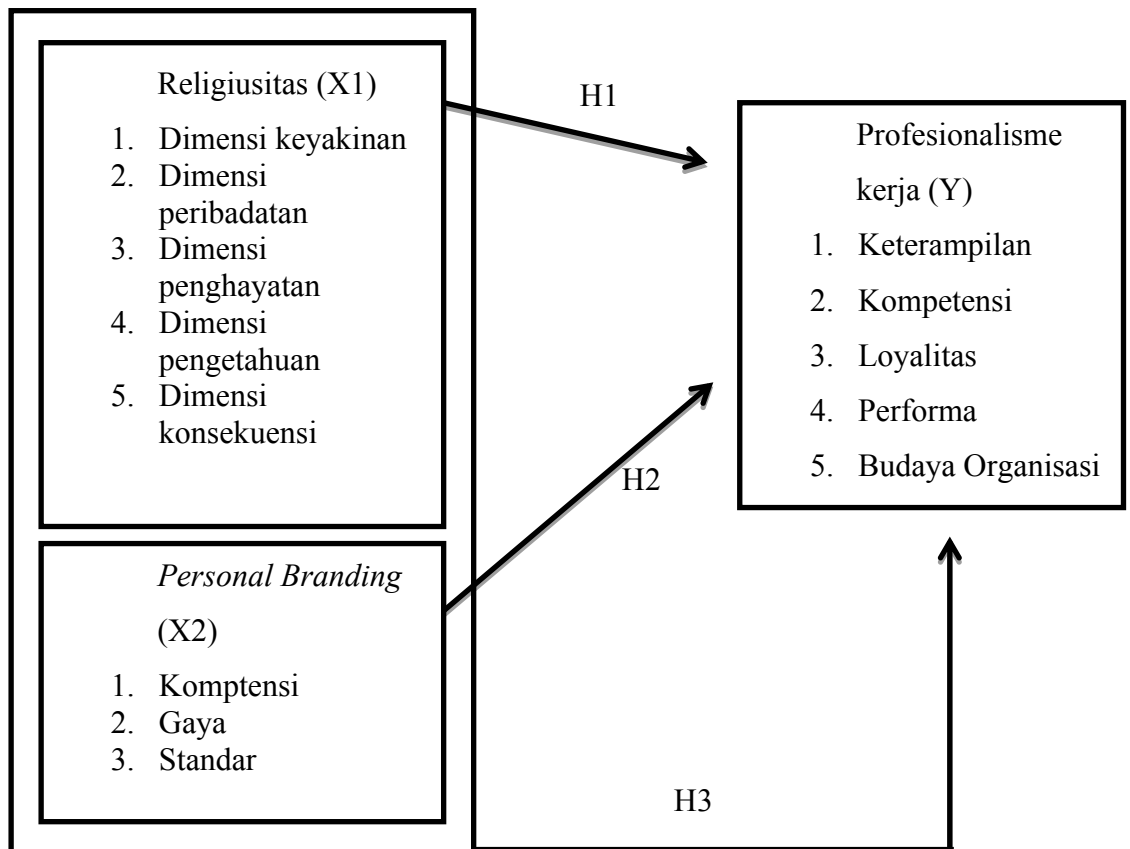 Religiusitas (X1)
1. Dimensi keyakinan
2. Dimensi
peribadatan
3. Dimensi
penghayatan
4. Dimensi
pengetahuan
5. Dimensi
konsekuensi
Personal Branding
(X2)
1. Komptensi
2. Gaya
3. Standar
H1
H2
H3
Profesionalisme
kerja (Y)
1. Keterampilan
2. Kompetensi
3. Loyalitas
4. Performa
5. Budaya Organisasi